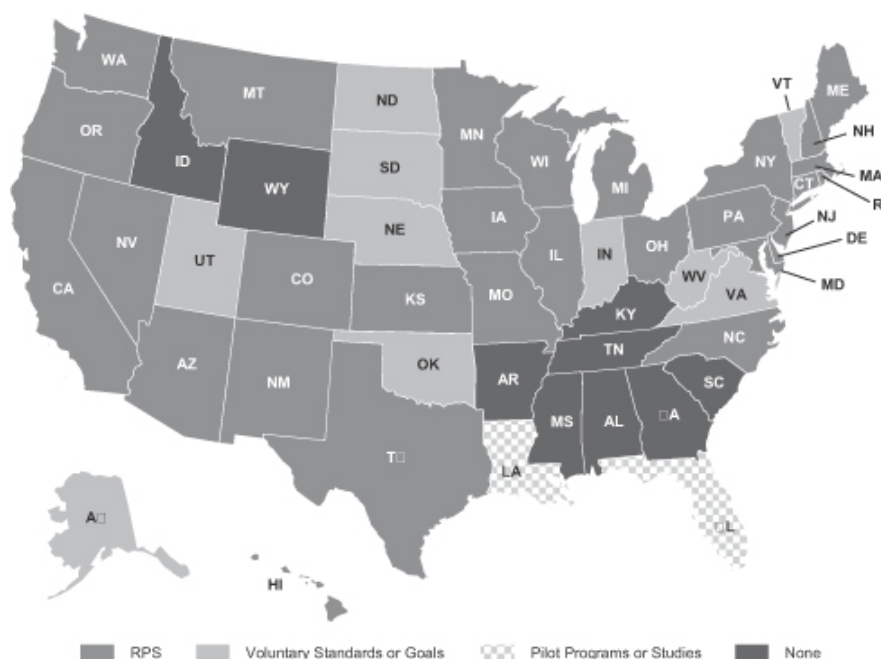 WA
MT
ND
MN
VT
ME
OR
ID
SD
WI
NY
NH
WY
MI
MA
CT
R
NE
IA
PA
NJ
NV
UT
CO
IL
IN
OH
DE
WV
VA
MD
CA
KS
MO
KY
NC
AZ
NM
OK
AR
TN
SC
MS
AL
□A
T□
LA
□L
A□
HI
RPS Voluntary Standards or Goals Pilot Programs or Studies None